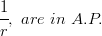 1/r, are in A.P.